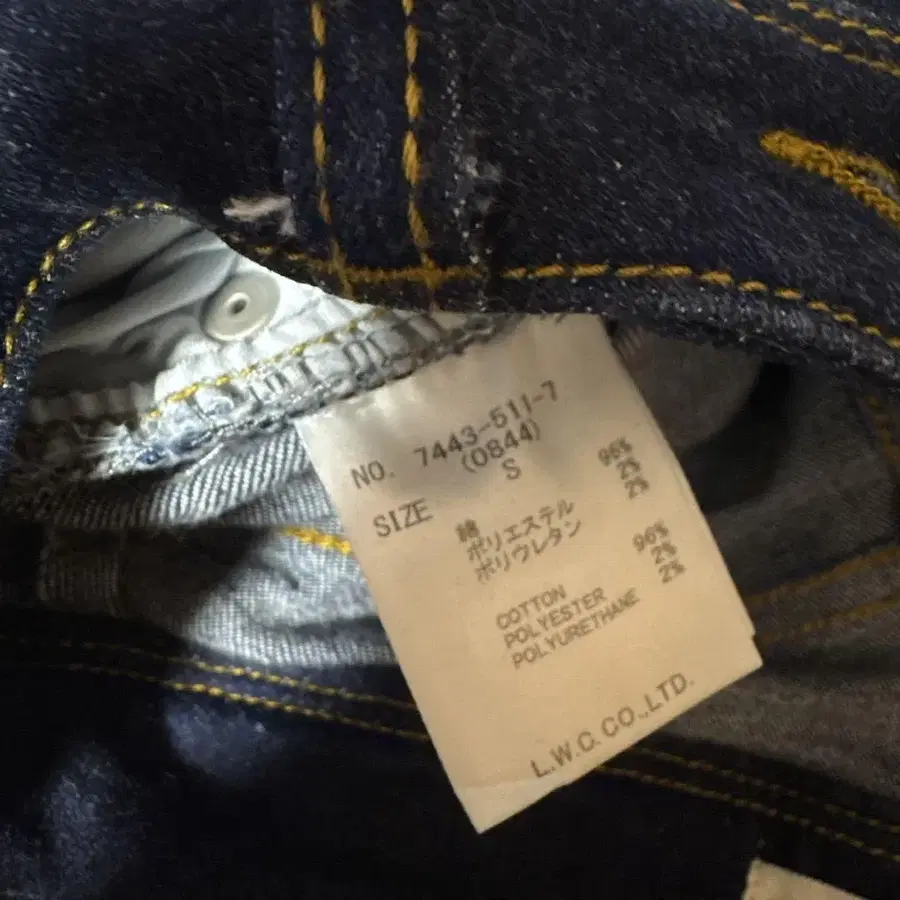 NO. 7443-511-7
(0844)
SIZE S
綿 96%
ポリエステル 2%
ポリウレタン 2%
COTTON 96%
POLYESTER 2%
POLYURETHANE 2%
L.W.C.CO.,LTD.